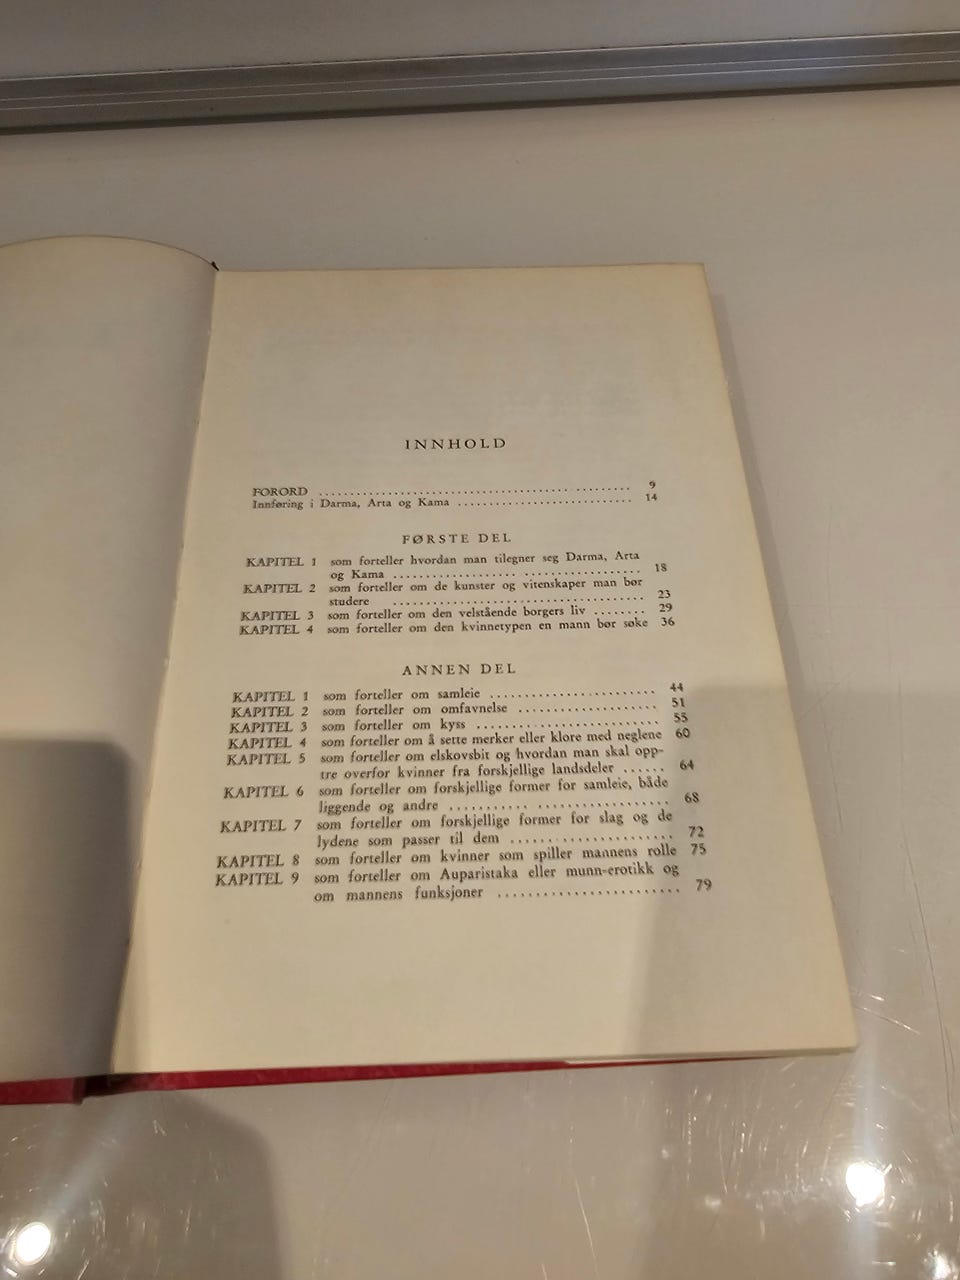 INNHOLD
FORORD ........................................................ 9
Innføring i Darma, Arta og Kama ............................ 14
FØRSTE DEL
KAPITEL 1 som forteller hvordan man tilegner seg Darma, Arta
og Kama ........................................ 18
KAPITEL 2 som forteller om de kunster og vitenskaper man bør
studere ........................................ 23
KAPITEL 3 som forteller om den velstående borgers liv ........ 29
KAPITEL 4 som forteller om den kvinnetypen en mann bør søke 36
ANNEN DEL
KAPITEL 1 som forteller om samleie ........................ 44
KAPITEL 2 som forteller om omfavnelse .................... 51
KAPITEL 3 som forteller om kyss ............................ 55
KAPITEL 4 som forteller om å sette merker eller klore med neglene 60
KAPITEL 5 som forteller om elskovsbit og hvordan man skal opp-
tre overfor kvinner fra forskjellige landsdeler ...... 64
KAPITEL 6 som forteller om forskjellige former for samleie, både
liggende og andre .............................. 68
KAPITEL 7 som forteller om forskjellige former for slag og de
lydene som passer til dem ........................ 72
KAPITEL 8 som forteller om kvinner som spiller mannens rolle 75
KAPITEL 9 som forteller om Auparistaka eller munn-erotikk og
om mannens funksjoner .......................... 79